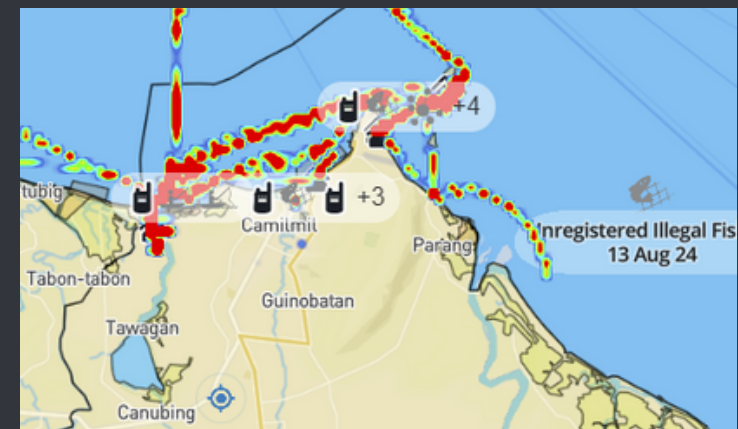 +4
tubig
+3
Camilmil
nregistered Illegal Fis
13 Aug 24
Parang
Tabon-tabon
Guinobatan
Tawagan
Canubing